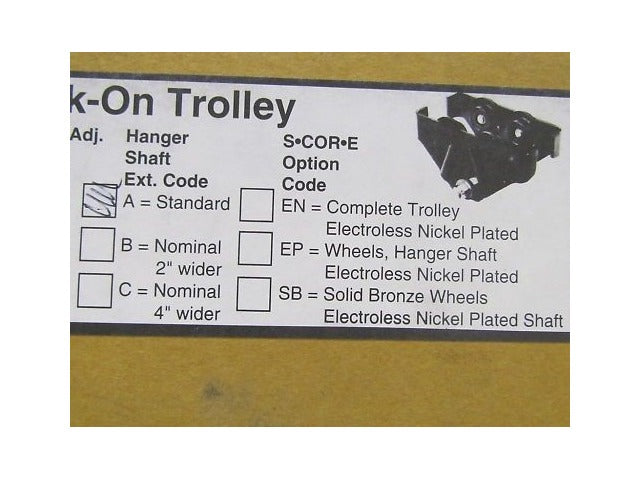 k-On Trolley
Adj. Hanger Shaft Ext. Code
A = Standard
B = Nominal
2" wider
C = Nominal
4" wider
S•COR•E
Option
Code
EN = Complete Trolley
Electroless Nickel Plated
EP = Wheels, Hanger Shaft
Electroless Nickel Plated
SB = Solid Bronze Wheels
Electroless Nickel Plated Shaft